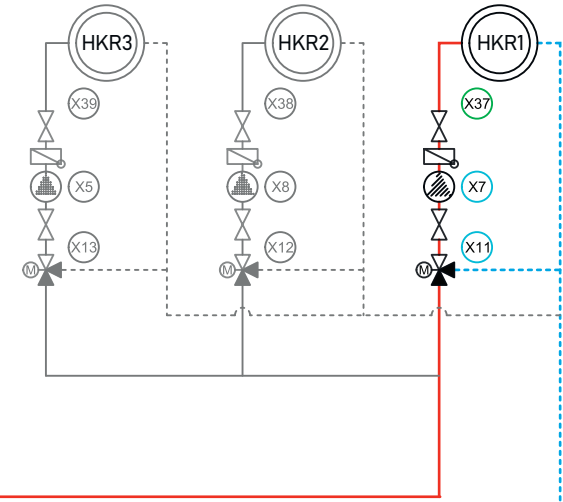 HKR3 HKR2 HKR1
X39 X38 X37
X5 X8 X7
X13 X12 X11
M M M